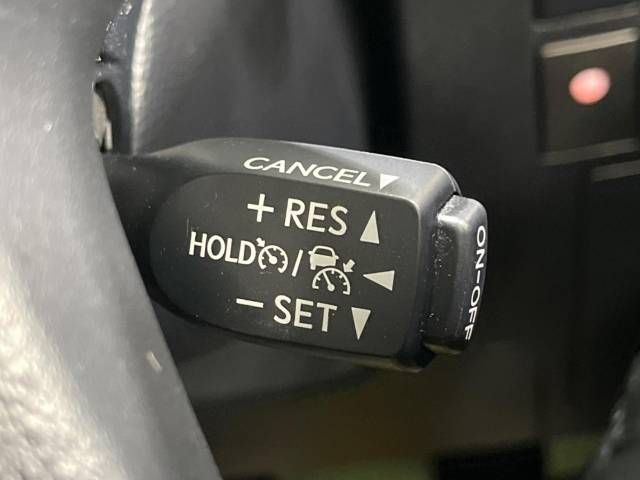 CANCEL▼
+ RES ▲
HOLD / ◀
− SET ▼
ON-OFF